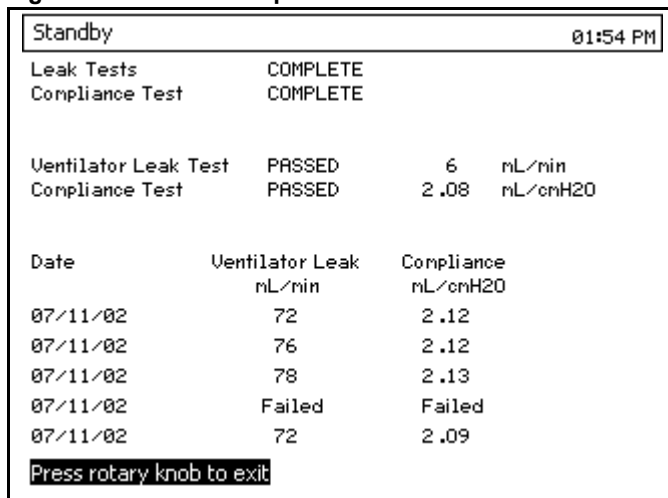 Standby 01:54 PM
Leak Tests COMPLETE
Compliance Test COMPLETE
Ventilator Leak Test PASSED 6 mL/min
Compliance Test PASSED 2.08 mL/cmH2O
Date Ventilator Leak Compliance
mL/min mL/cmH2O
07/11/02 72 2.12
07/11/02 76 2.12
07/11/02 78 2.13
07/11/02 Failed Failed
07/11/02 72 2.09
Press rotary knob to exit